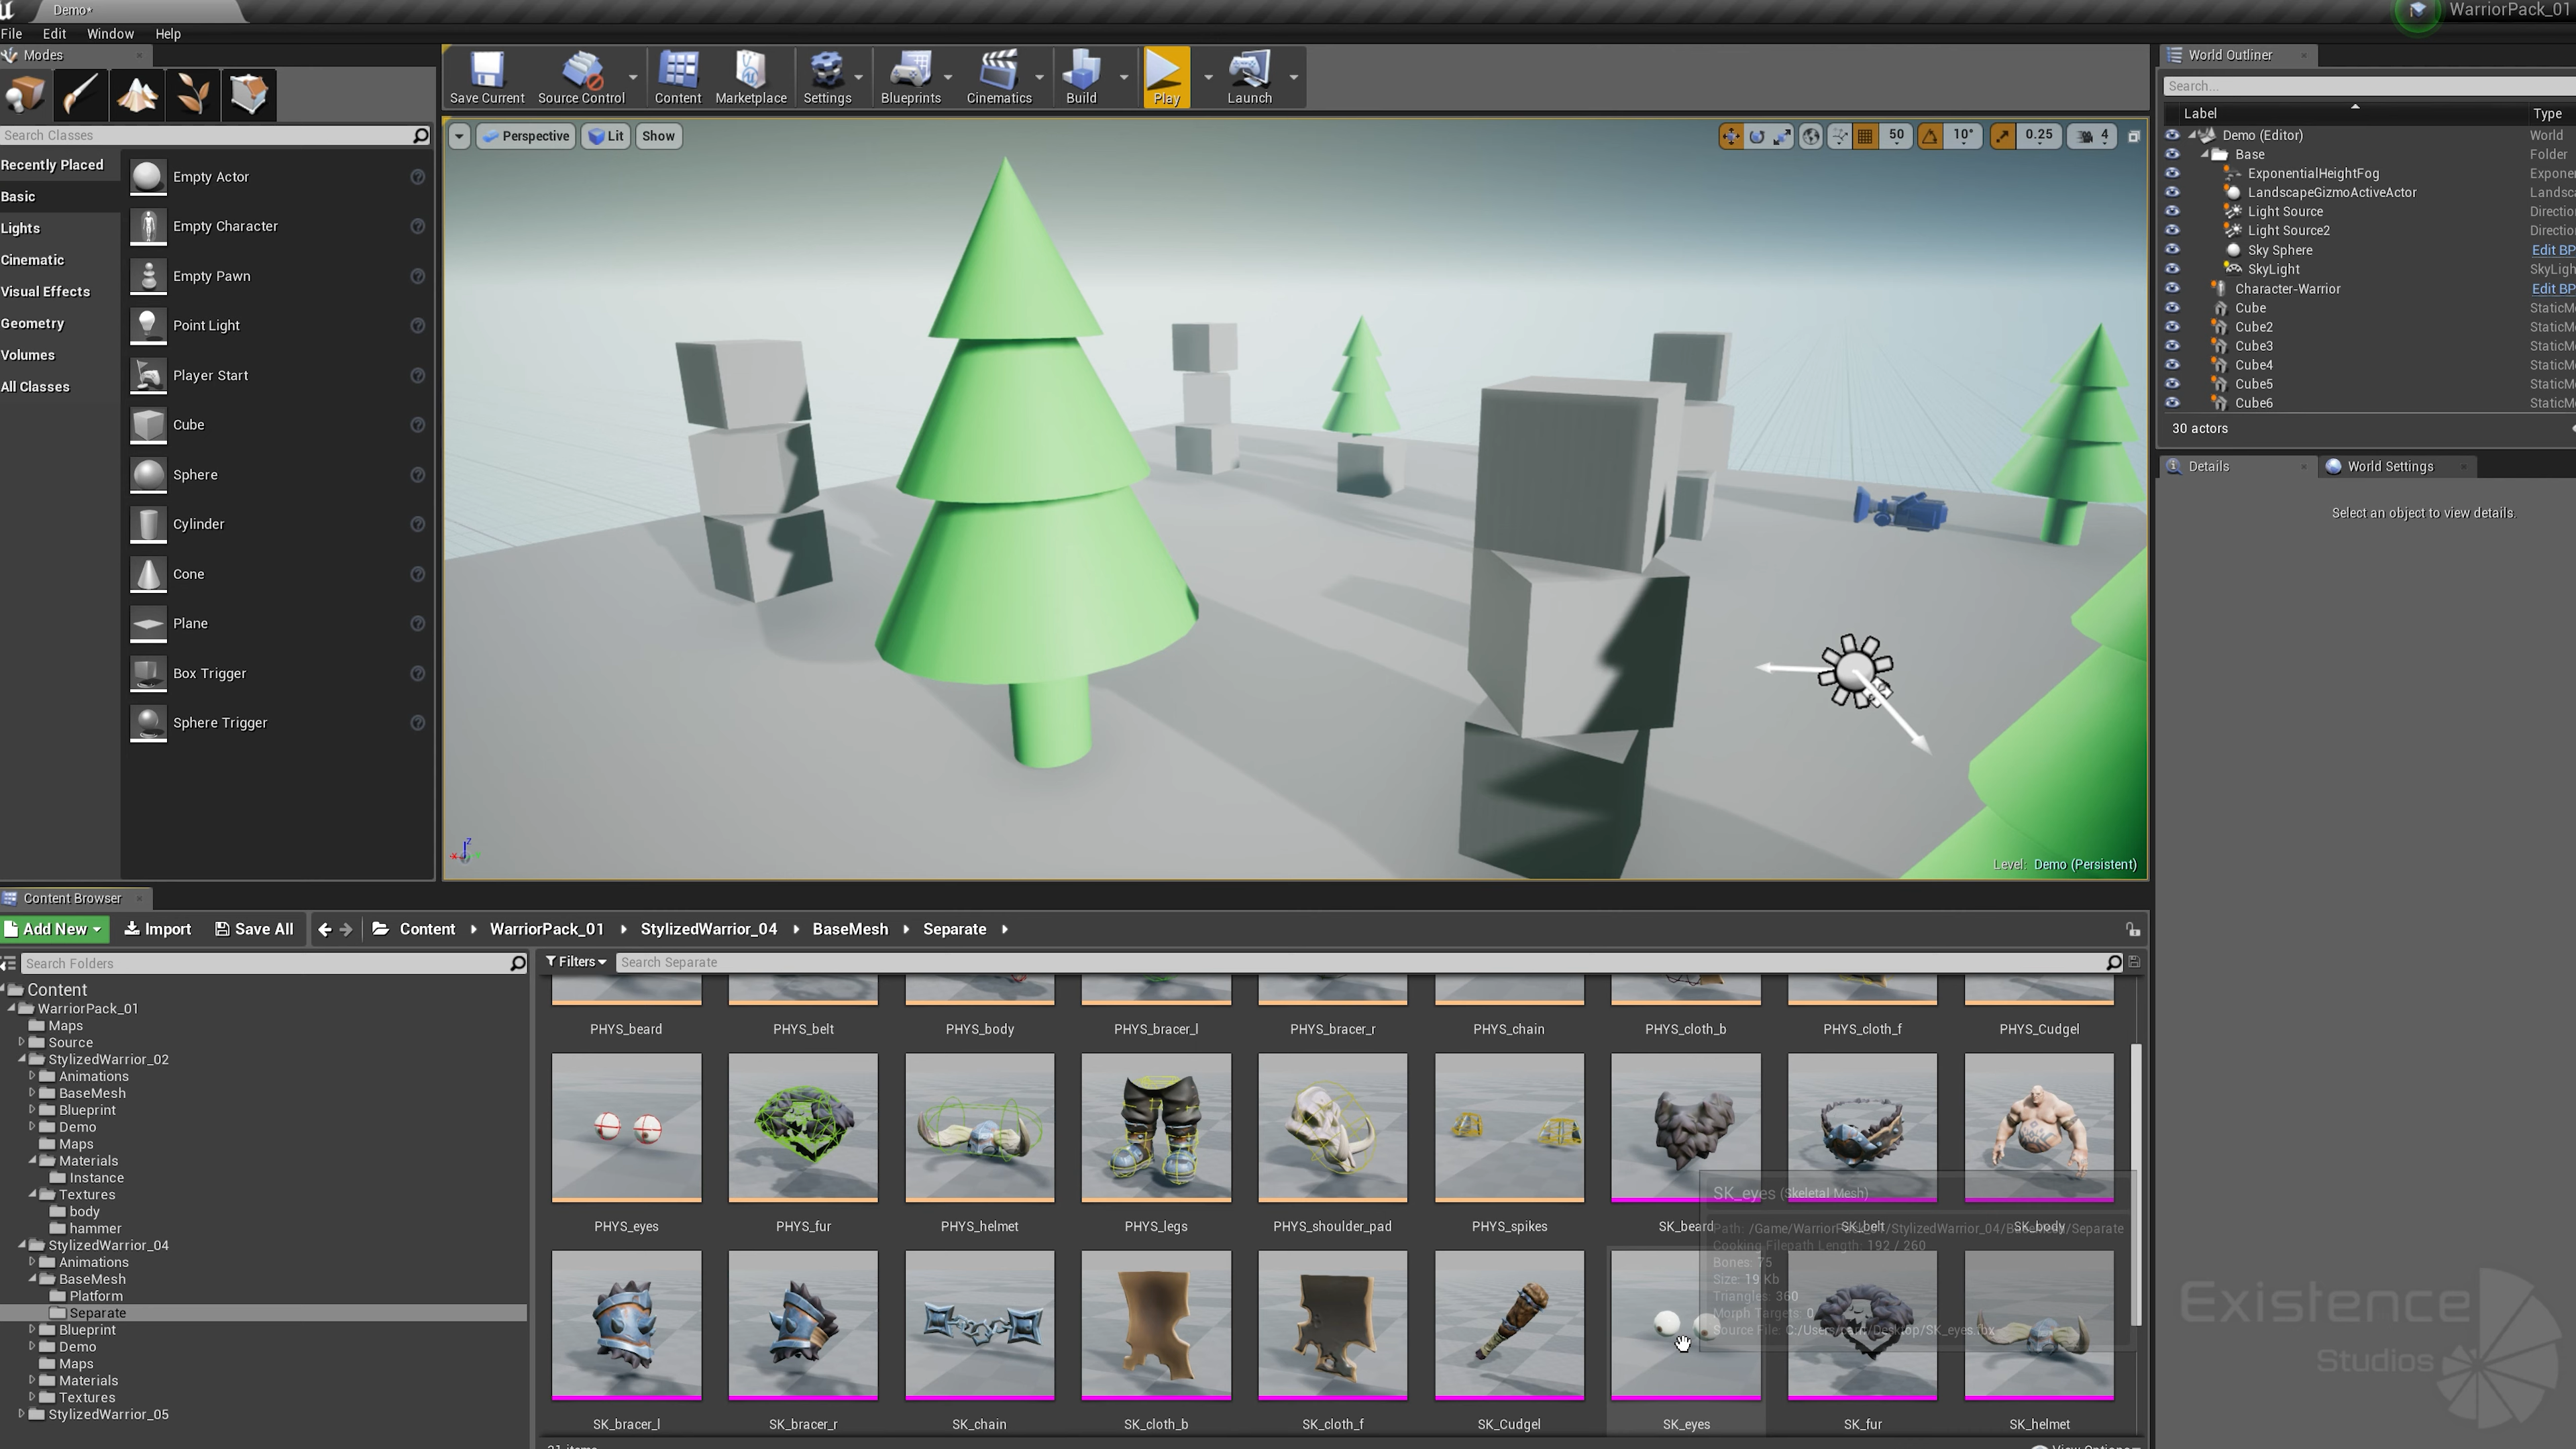 Demo*
WarriorPack_01
File Edit Window Help
Modes
Search Classes
Recently Placed
Basic
Lights
Cinematic
Visual Effects
Geometry
Volumes
All Classes
Empty Actor
Empty Character
Empty Pawn
Point Light
Player Start
Cube
Sphere
Cylinder
Cone
Plane
Box Trigger
Sphere Trigger
Save Current Source Control Content Marketplace Settings Blueprints Cinematics Build Play Launch
Perspective Lit Show
50 10° 0.25 4
Level: Demo (Persistent)
World Outliner
Search...
Label Type
Demo (Editor) World
Base Folder
ExponentialHeightFog Expone
LandscapeGizmoActiveActor Landsc
Light Source Directio
Light Source2 Directio
Sky Sphere Edit BP
SkyLight SkyLigh
Character-Warrior Edit BP
Cube StaticM
Cube2 StaticM
Cube3 StaticM
Cube4 StaticM
Cube5 StaticM
Cube6 StaticM
30 actors
Details World Settings
Select an object to view details.
Content Browser
Add New Import Save All Content WarriorPack_01 StylizedWarrior_04 BaseMesh Separate
Search Folders
Content
WarriorPack_01
Maps
Source
StylizedWarrior_02
Animations
BaseMesh
Blueprint
Demo
Maps
Materials
Instance
Textures
body
hammer
StylizedWarrior_04
Animations
BaseMesh
Platform
Separate
Blueprint
Demo
Maps
Materials
Textures
StylizedWarrior_05
Filters Search Separate
PHYS_beard PHYS_belt PHYS_body PHYS_bracer_l PHYS_bracer_r PHYS_chain PHYS_cloth_b PHYS_cloth_f PHYS_Cudgel
PHYS_eyes PHYS_fur PHYS_helmet PHYS_legs PHYS_shoulder_pad PHYS_spikes SK_beard SK_belt SK_body
SK_eyes (Skeletal Mesh)
Path: /Game/WarriorPack_01/StylizedWarrior_04/BaseMesh/Separate
Cooking Filepath Length: 192 / 260
Bones: 75
Size: 19 Kb
Triangles: 360
Morph Targets: 0
Source File: C:/Users/ /Desktop/SK_eyes.fbx
SK_bracer_l SK_bracer_r SK_chain SK_cloth_b SK_cloth_f SK_Cudgel SK_eyes SK_fur SK_helmet
31 items
View Options
Existence
Studios